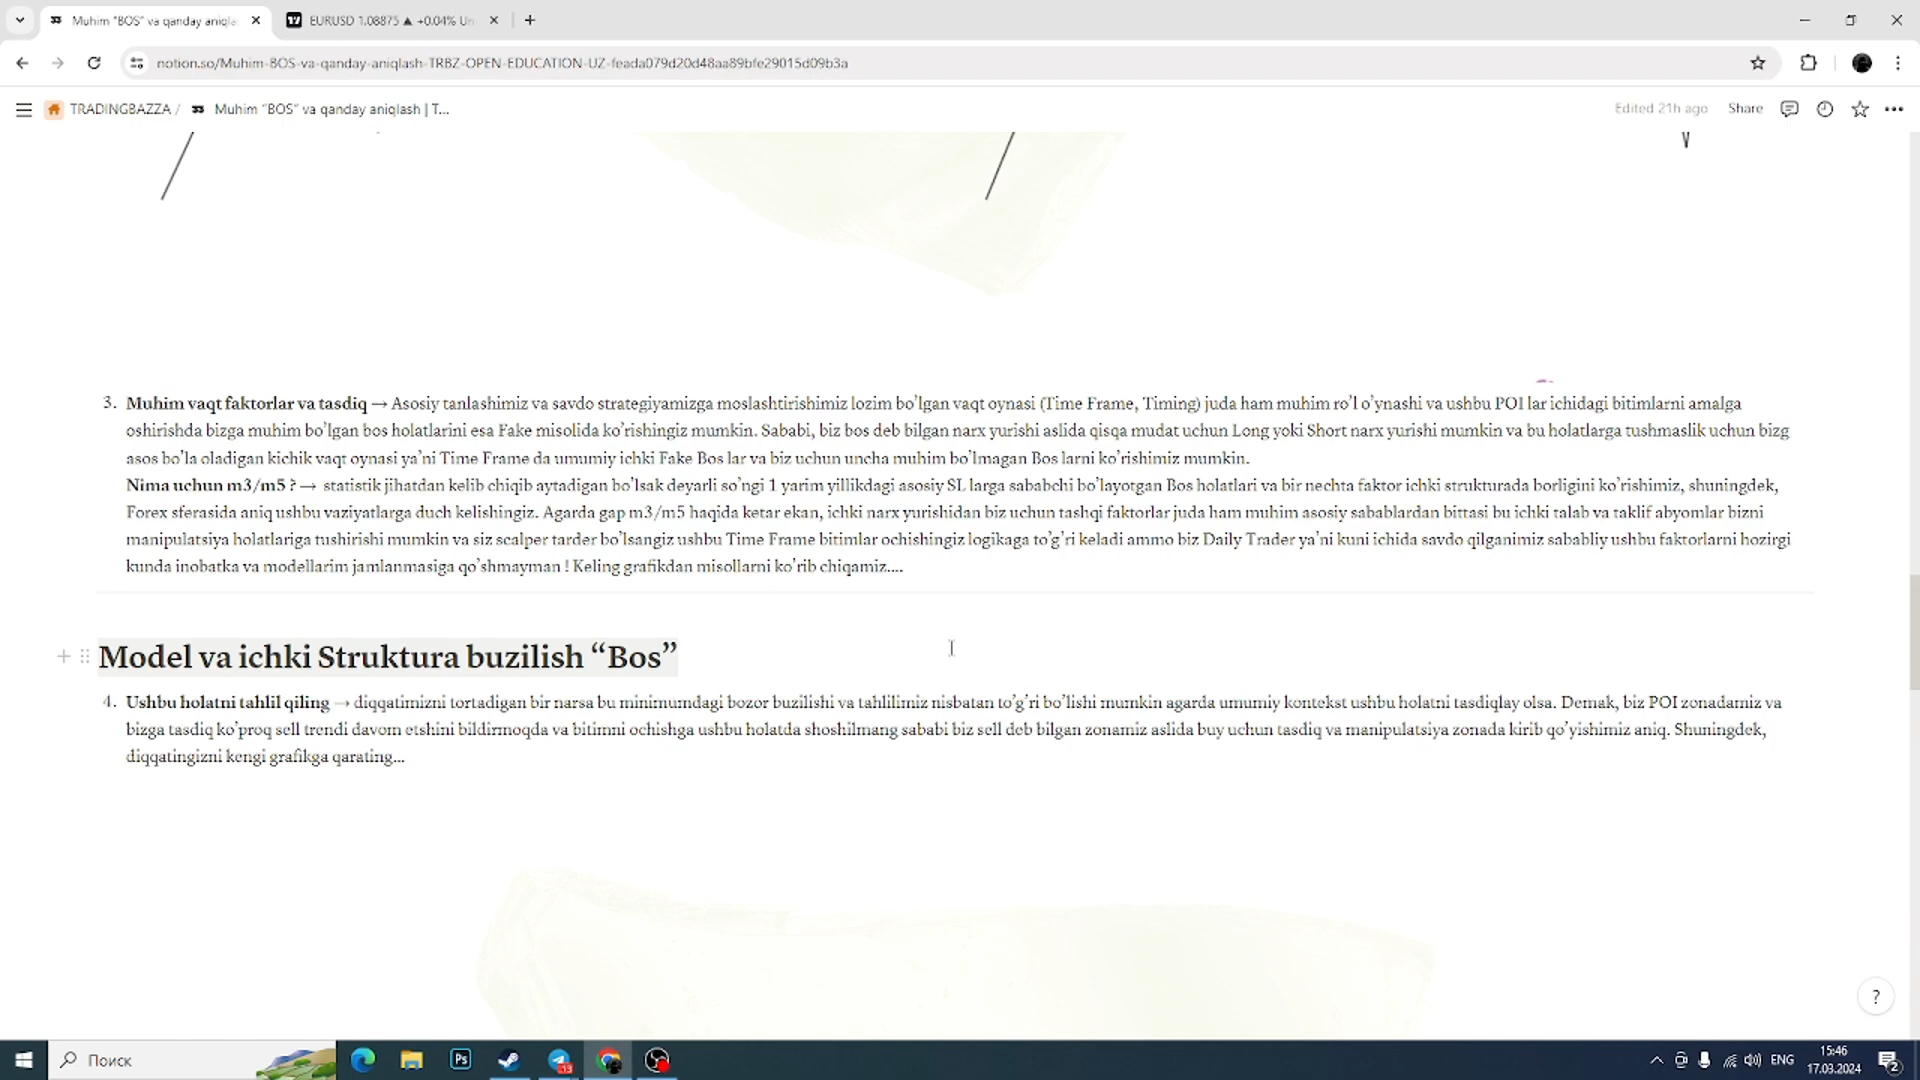 Muhim “BOS” va qanday aniqla
EURUSD 1.08875 ▲ +0.04% Un
notion.so/Muhim-BOS-va-qanday-aniqlash-TRBZ-OPEN-EDUCATION-UZ-feada079d20d48aa89bfe29015d09b3a
TRADINGBAZZA / Muhim “BOS” va qanday aniqlash | T...
Edited 21h ago Share
3. Muhim vaqt faktorlar va tasdiq → Asosiy tanlashimiz va savdo strategiyamizga moslashtirishimiz lozim bo’lgan vaqt oynasi (Time Frame, Timing) juda ham muhim ro’l o’ynashi va ushbu POI lar ichidagi bitimlarni amalga
oshirishda bizga muhim bo’lgan bos holatlarini esa Fake misolida ko’rishingiz mumkin. Sababi, biz bos deb bilgan narx yurishi aslida qisqa mudat uchun Long yoki Short narx yurishi mumkin va bu holatlarga tushmaslik uchun bizg
asos bo’la oladigan kichik vaqt oynasi ya’ni Time Frame da umumiy ichki Fake Bos lar va biz uchun uncha muhim bo’lmagan Bos larni ko’rishimiz mumkin.
Nima uchun m3/m5 ? → statistik jihatdan kelib chiqib aytadigan bo’lsak deyarli so’ngi 1 yarim yillikdagi asosiy SL larga sababchi bo’layotgan Bos holatlari va bir nechta faktor ichki strukturada borligini ko’rishimiz, shuningdek,
Forex sferasida aniq ushbu vaziyatlarga duch kelishingiz. Agarda gap m3/m5 haqida ketar ekan, ichki narx yurishidan biz uchun tashqi faktorlar juda ham muhim asosiy sabablardan bittasi bu ichki talab va taklif abyomlar bizni
manipulatsiya holatlariga tushirishi mumkin va siz scalper tarder bo’lsangiz ushbu Time Frame bitimlar ochishingiz logikaga to’g’ri keladi ammo biz Daily Trader ya’ni kuni ichida savdo qilganimiz sababliy ushbu faktorlarni hozirgi
kunda inobatka va modellarim jamlanmasiga qo’shmayman ! Keling grafikdan misollarni ko’rib chiqamiz....
Model va ichki Struktura buzilish “Bos”
4. Ushbu holatni tahlil qiling → diqqatimizni tortadigan bir narsa bu minimumdagi bozor buzilishi va tahlilimiz nisbatan to’g’ri bo’lishi mumkin agarda umumiy kontekst ushbu holatni tasdiqlay olsa. Demak, biz POI zonadamiz va
bizga tasdiq ko’proq sell trendi davom etshini bildirmoqda va bitimni ochishga ushbu holatda shoshilmang sababi biz sell deb bilgan zonamiz aslida buy uchun tasdiq va manipulatsiya zonada kirib qo’yishimiz aniq. Shuningdek,
diqqatingizni kengi grafikga qarating...
?
Поиск
Ps
13
ENG
15:46
17.03.2024
2